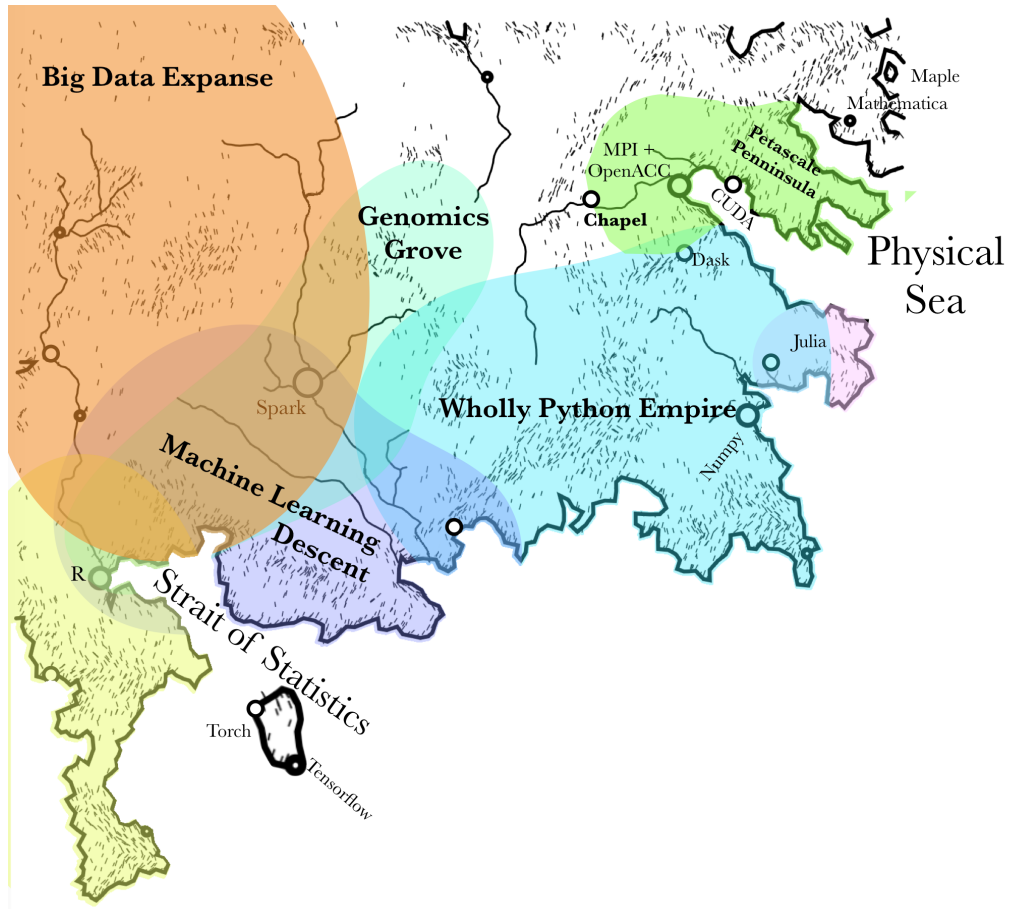 Big Data Expanse
Maple
Mathematica
Petascale
Penninsula
MPI +
OpenACC
CUDA
Chapel
Genomics
Grove
Physical
Sea
Dask
Julia
Spark
Wholly Python Empire
Numpy
Machine Learning
Descent
R
Strait of Statistics
Torch
Tensorflow